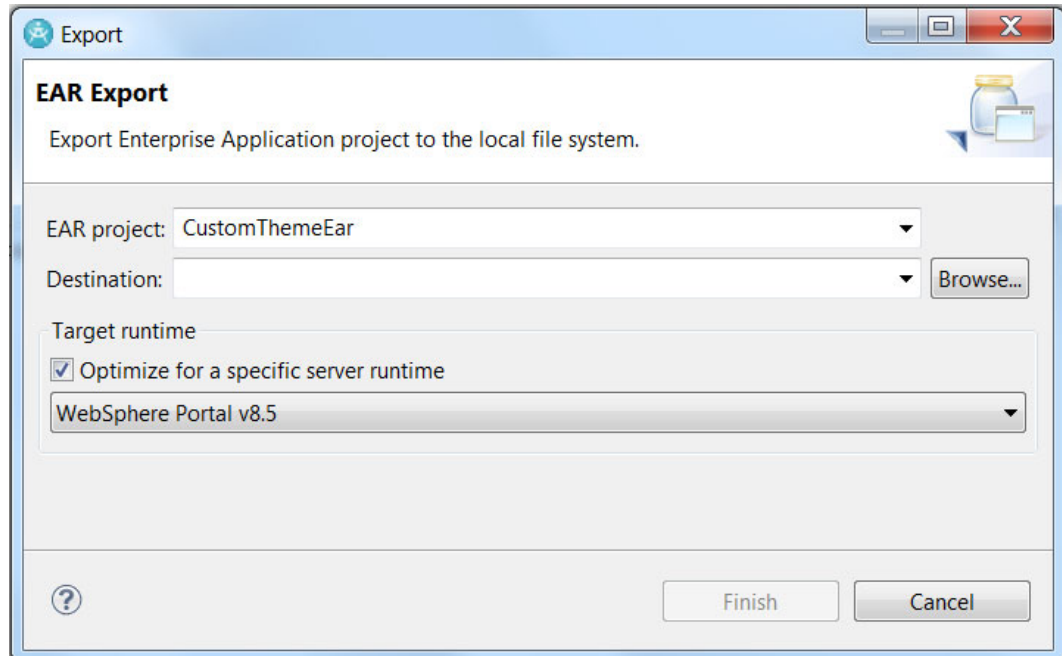 Export
EAR Export
Export Enterprise Application project to the local file system.
EAR project: CustomThemeEar
Destination: Browse...
Target runtime
Optimize for a specific server runtime
WebSphere Portal v8.5
? Finish Cancel